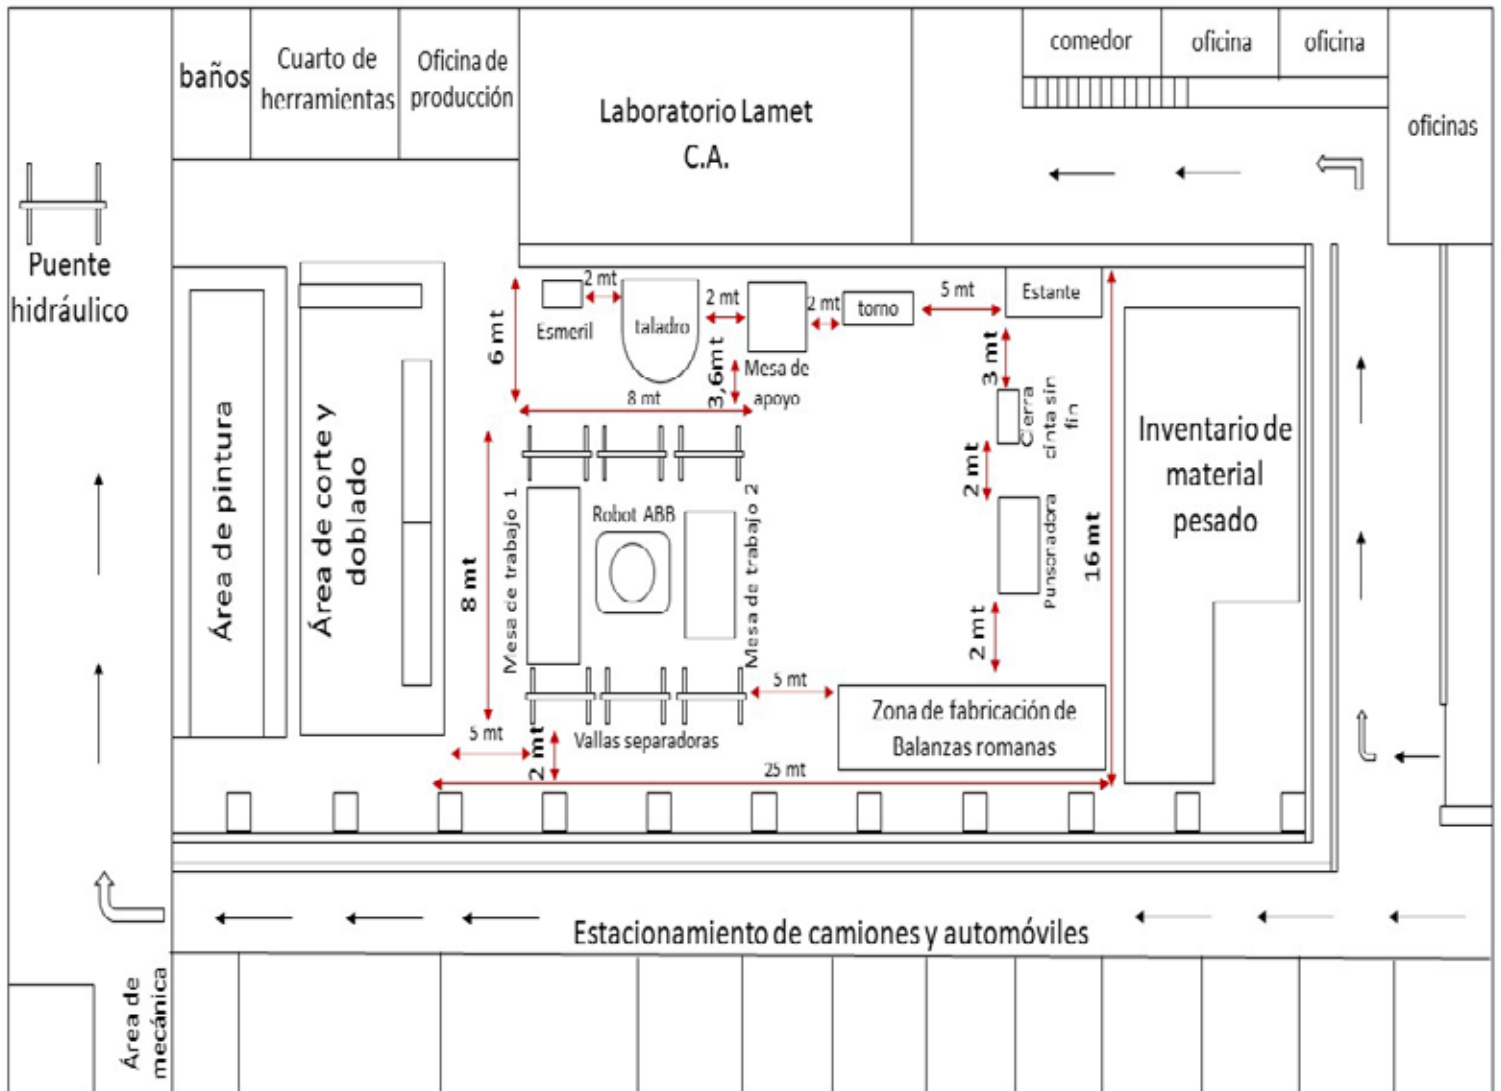 baños
Cuarto de
herramientas
Oficina de
producción
Laboratorio Lamet
C.A.
comedor
oficina
oficina
oficinas
Puente
hidráulico
2 mt
Esmeril
taladro
2 mt
Mesa de
apoyo
2 mt
torno
5 mt
Estante
6 mt
3,6mt
8 mt
3 mt
Cierra
cinta sin
fin
2 mt
Punsonadora
2 mt
16 mt
Inventario de
material
pesado
Área de pintura
Área de corte y
doblado
8 mt
Mesa de trabajo 1
Robot ABB
Mesa de trabajo 2
5 mt
Zona de fabricación de
Balanzas romanas
5 mt
2 mt
Vallas separadoras
25 mt
Estacionamiento de camiones y automóviles
Área de
mecánica